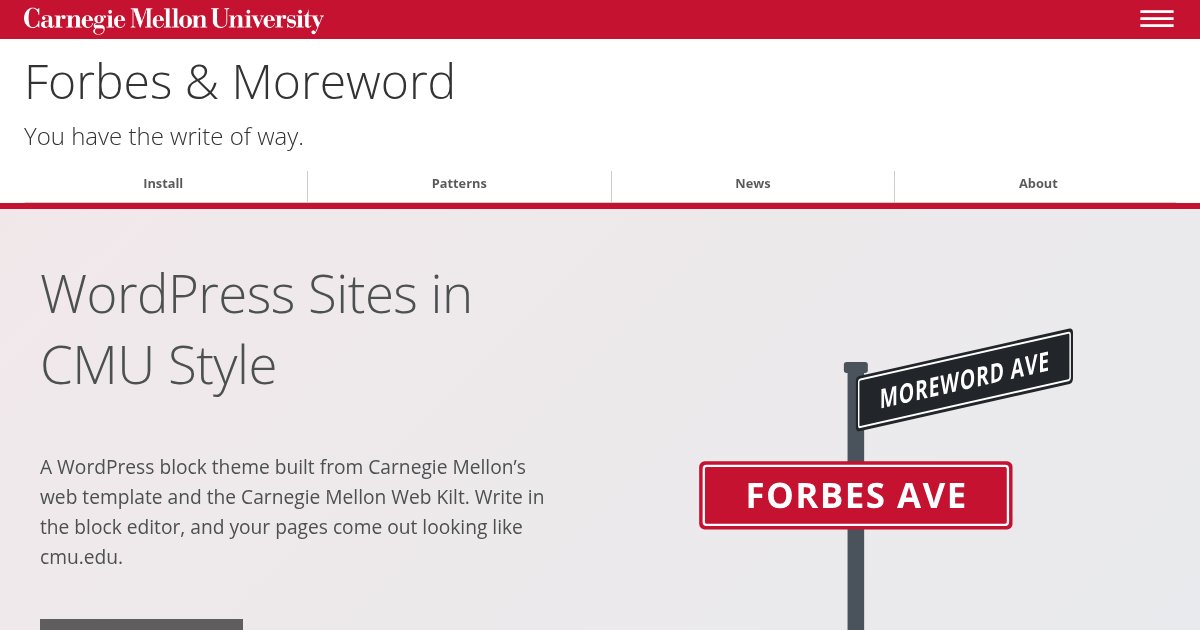 Carnegie Mellon University
Forbes & Moreword
You have the write of way.
Install
Patterns
News
About
WordPress Sites in
CMU Style
A WordPress block theme built from Carnegie Mellon’s
web template and the Carnegie Mellon Web Kilt. Write in
the block editor, and your pages come out looking like
cmu.edu.
MOREWORD AVE
FORBES AVE